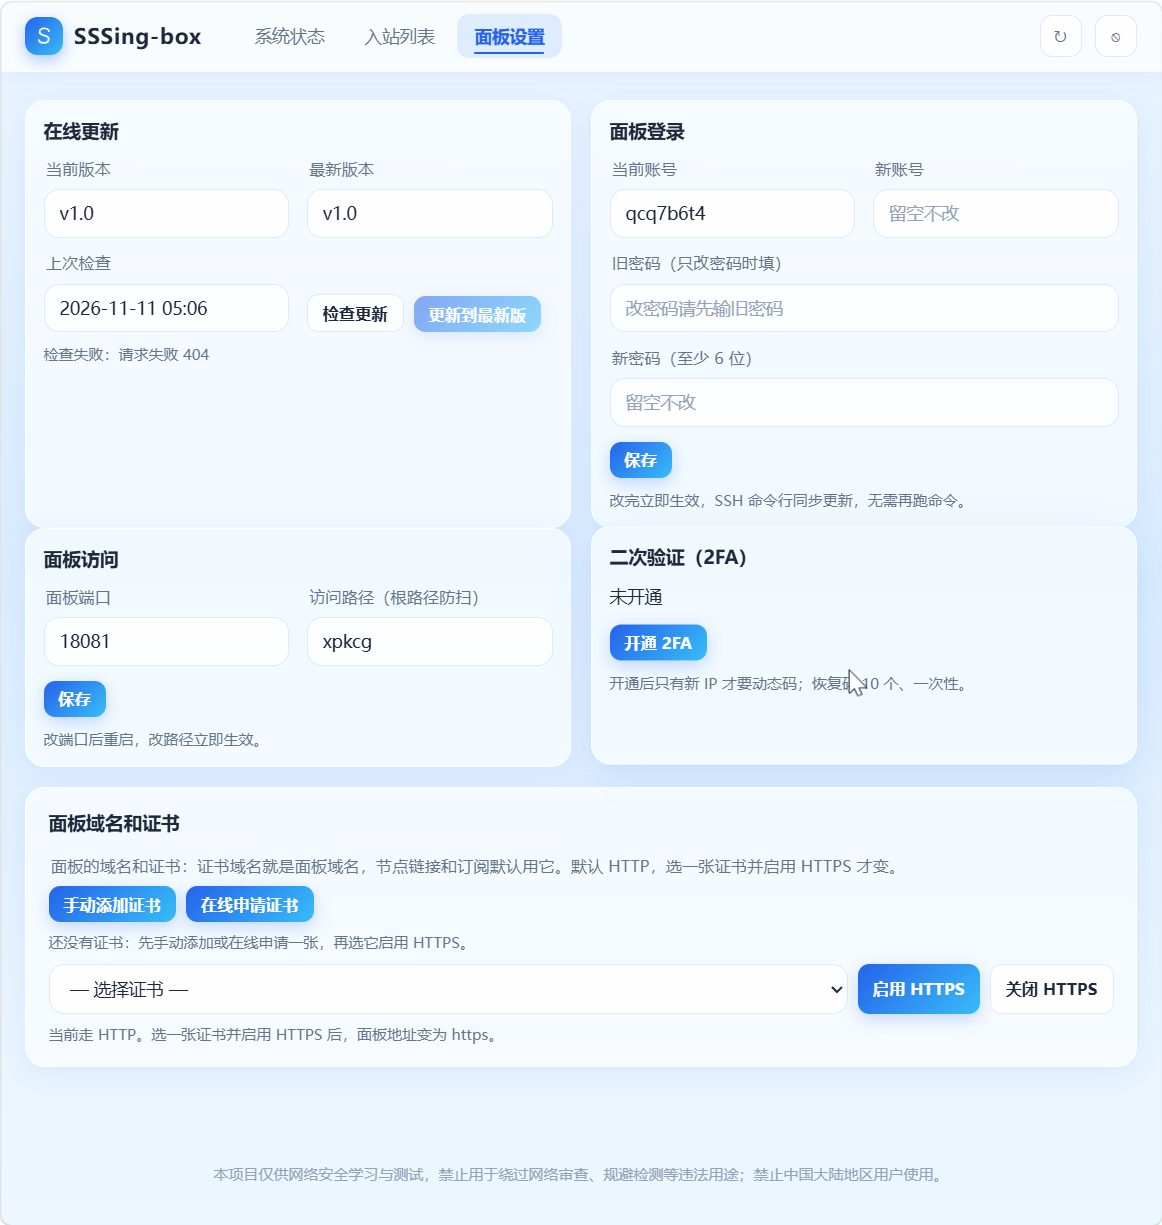 S SSSing-box 系统状态 入站列表 面板设置 ↻ ⦸
在线更新
当前版本 最新版本
v1.0 v1.0
上次检查
2026-11-11 05:06 检查更新 更新到最新版
检查失败：请求失败 404
面板登录
当前账号 新账号
qcq7b6t4 留空不改
旧密码（只改密码时填）
改密码请先输旧密码
新密码（至少 6 位）
留空不改
保存
改完立即生效，SSH 命令行同步更新，无需再跑命令。
面板访问
面板端口 访问路径（根路径防扫）
18081 xpkcg
保存
改端口后重启，改路径立即生效。
二次验证（2FA）
未开通
开通 2FA
开通后只有新 IP 才要动态码；恢复码 10 个、一次性。
面板域名和证书
面板的域名和证书：证书域名就是面板域名，节点链接和订阅默认用它。默认 HTTP，选一张证书并启用 HTTPS 才变。
手动添加证书 在线申请证书
还没有证书：先手动添加或在线申请一张，再选它启用 HTTPS。
— 选择证书 — 启用 HTTPS 关闭 HTTPS
当前走 HTTP。选一张证书并启用 HTTPS 后，面板地址变为 https。
本项目仅供网络安全学习与测试，禁止用于绕过网络审查、规避检测等违法用途；禁止中国大陆地区用户使用。